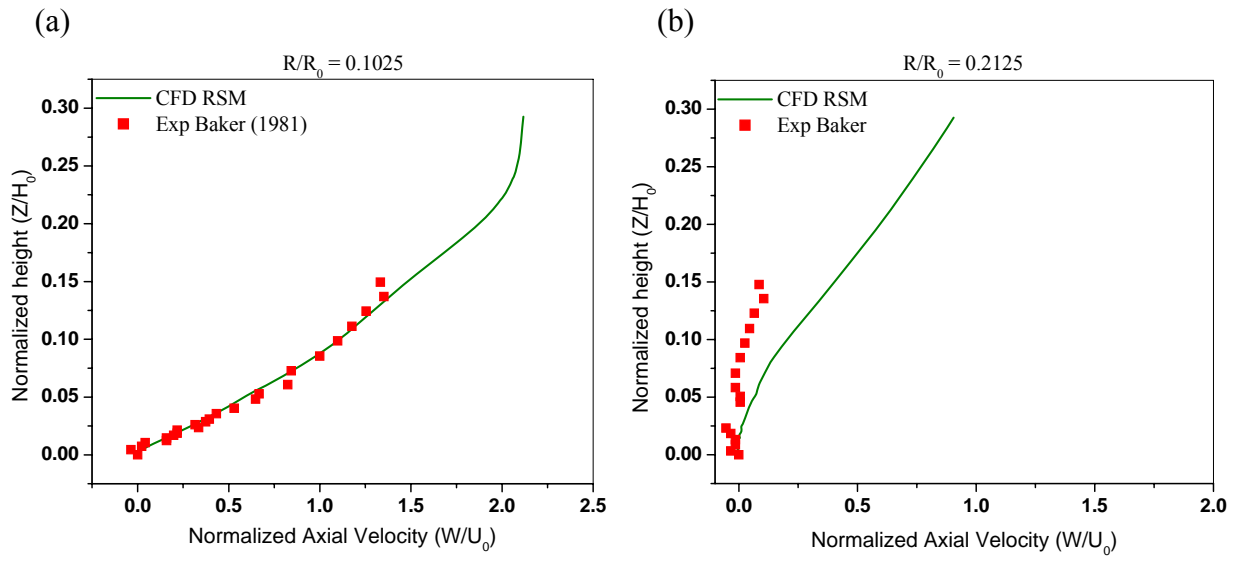 (a)
R/R0 = 0.1025
CFD RSM
Exp Baker (1981)
Normalized height (Z/H0)
0.30
0.25
0.20
0.15
0.10
0.05
0.00
0.0 0.5 1.0 1.5 2.0 2.5
Normalized Axial Velocity (W/U0)
(b)
R/R0 = 0.2125
CFD RSM
Exp Baker
Normalized height (Z/H0)
0.30
0.25
0.20
0.15
0.10
0.05
0.00
0.0 0.5 1.0 1.5 2.0
Normalized Axial Velocity (W/U0)